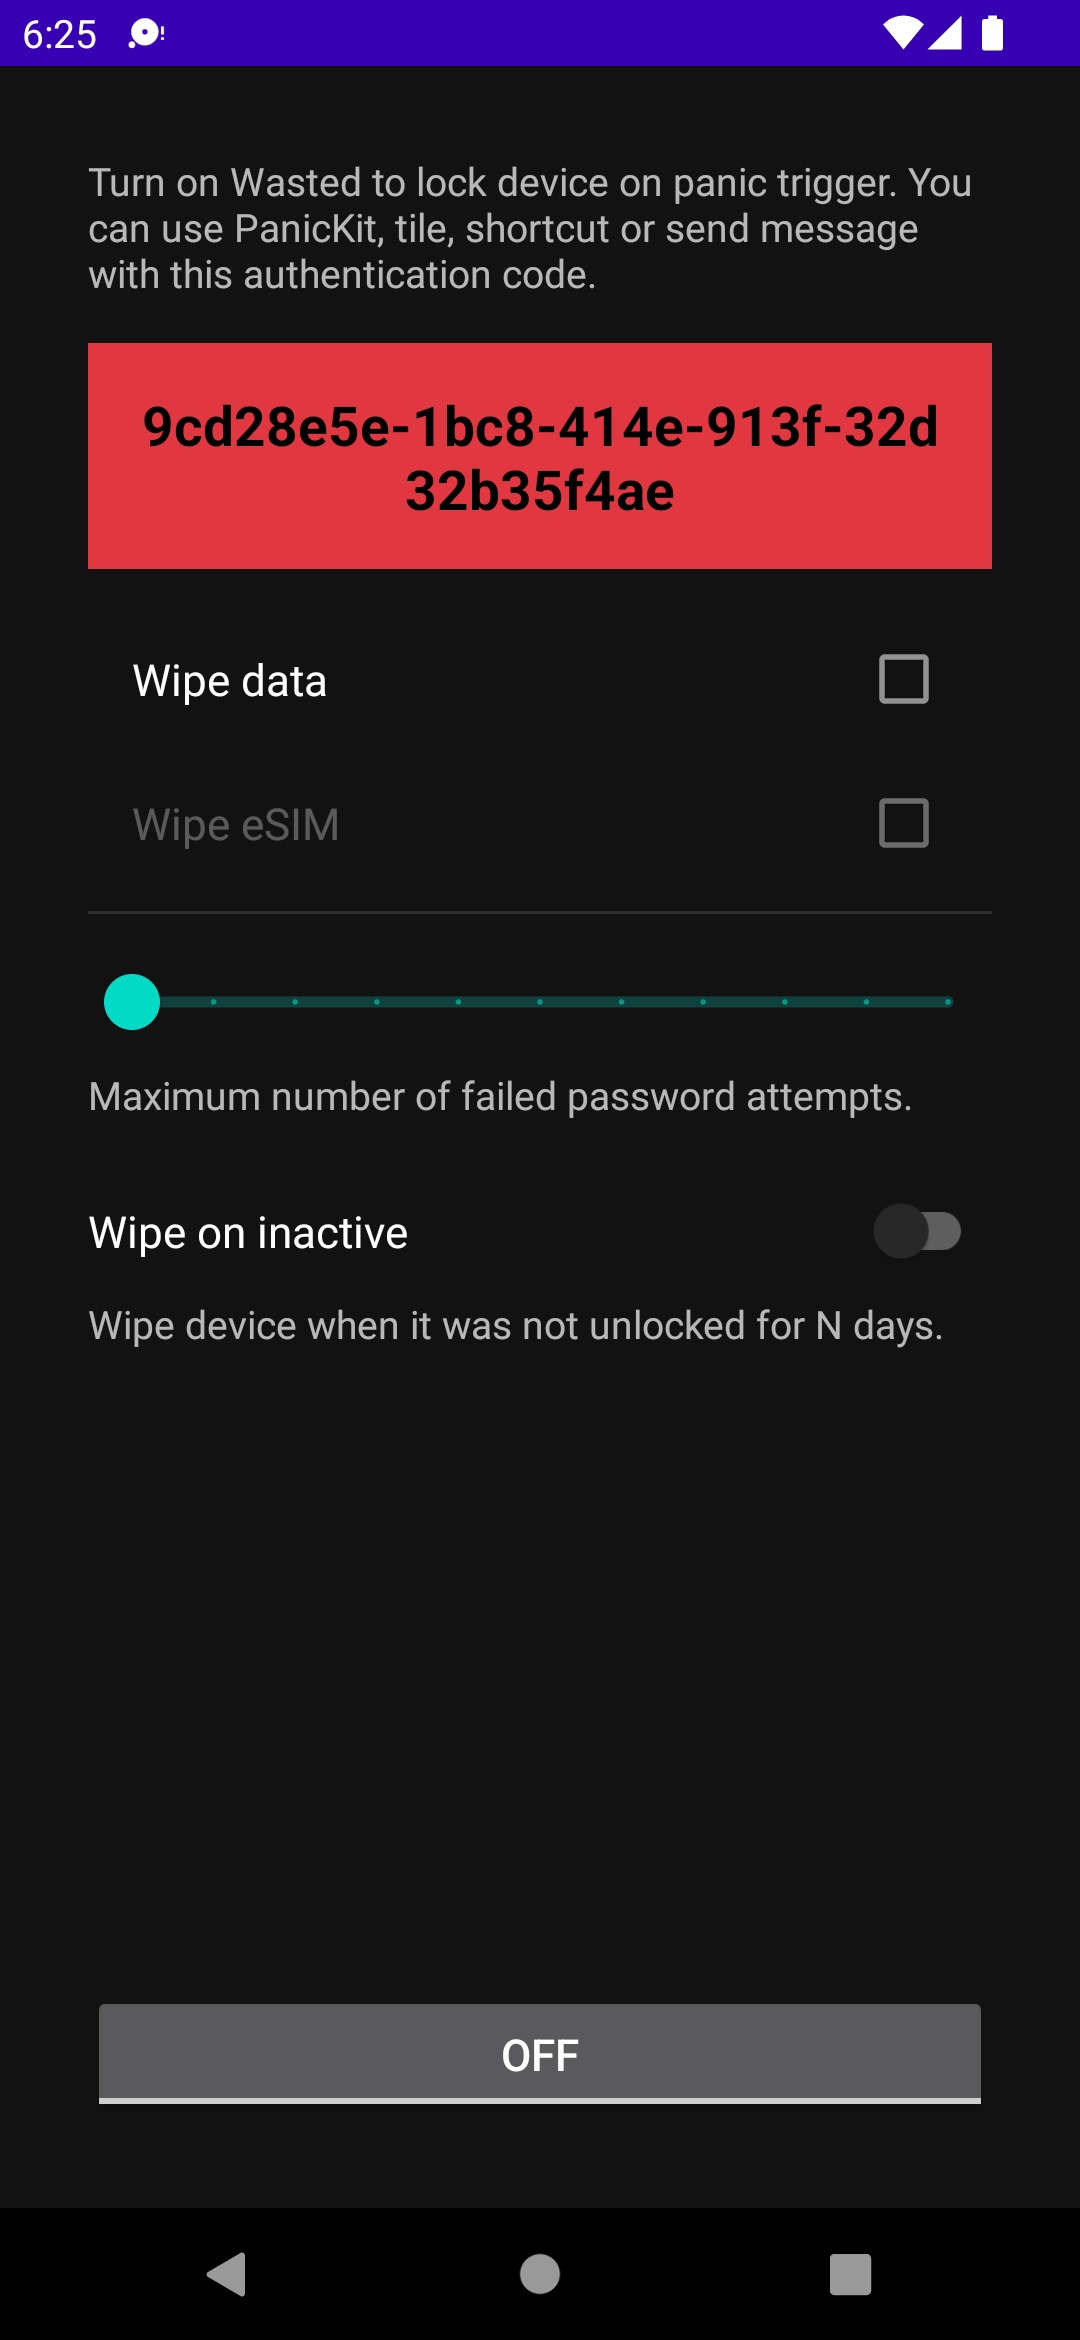 6:25
Turn on Wasted to lock device on panic trigger. You
can use PanicKit, tile, shortcut or send message
with this authentication code.
9cd28e5e-1bc8-414e-913f-32d
32b35f4ae
Wipe data
Wipe eSIM
Maximum number of failed password attempts.
Wipe on inactive
Wipe device when it was not unlocked for N days.
OFF